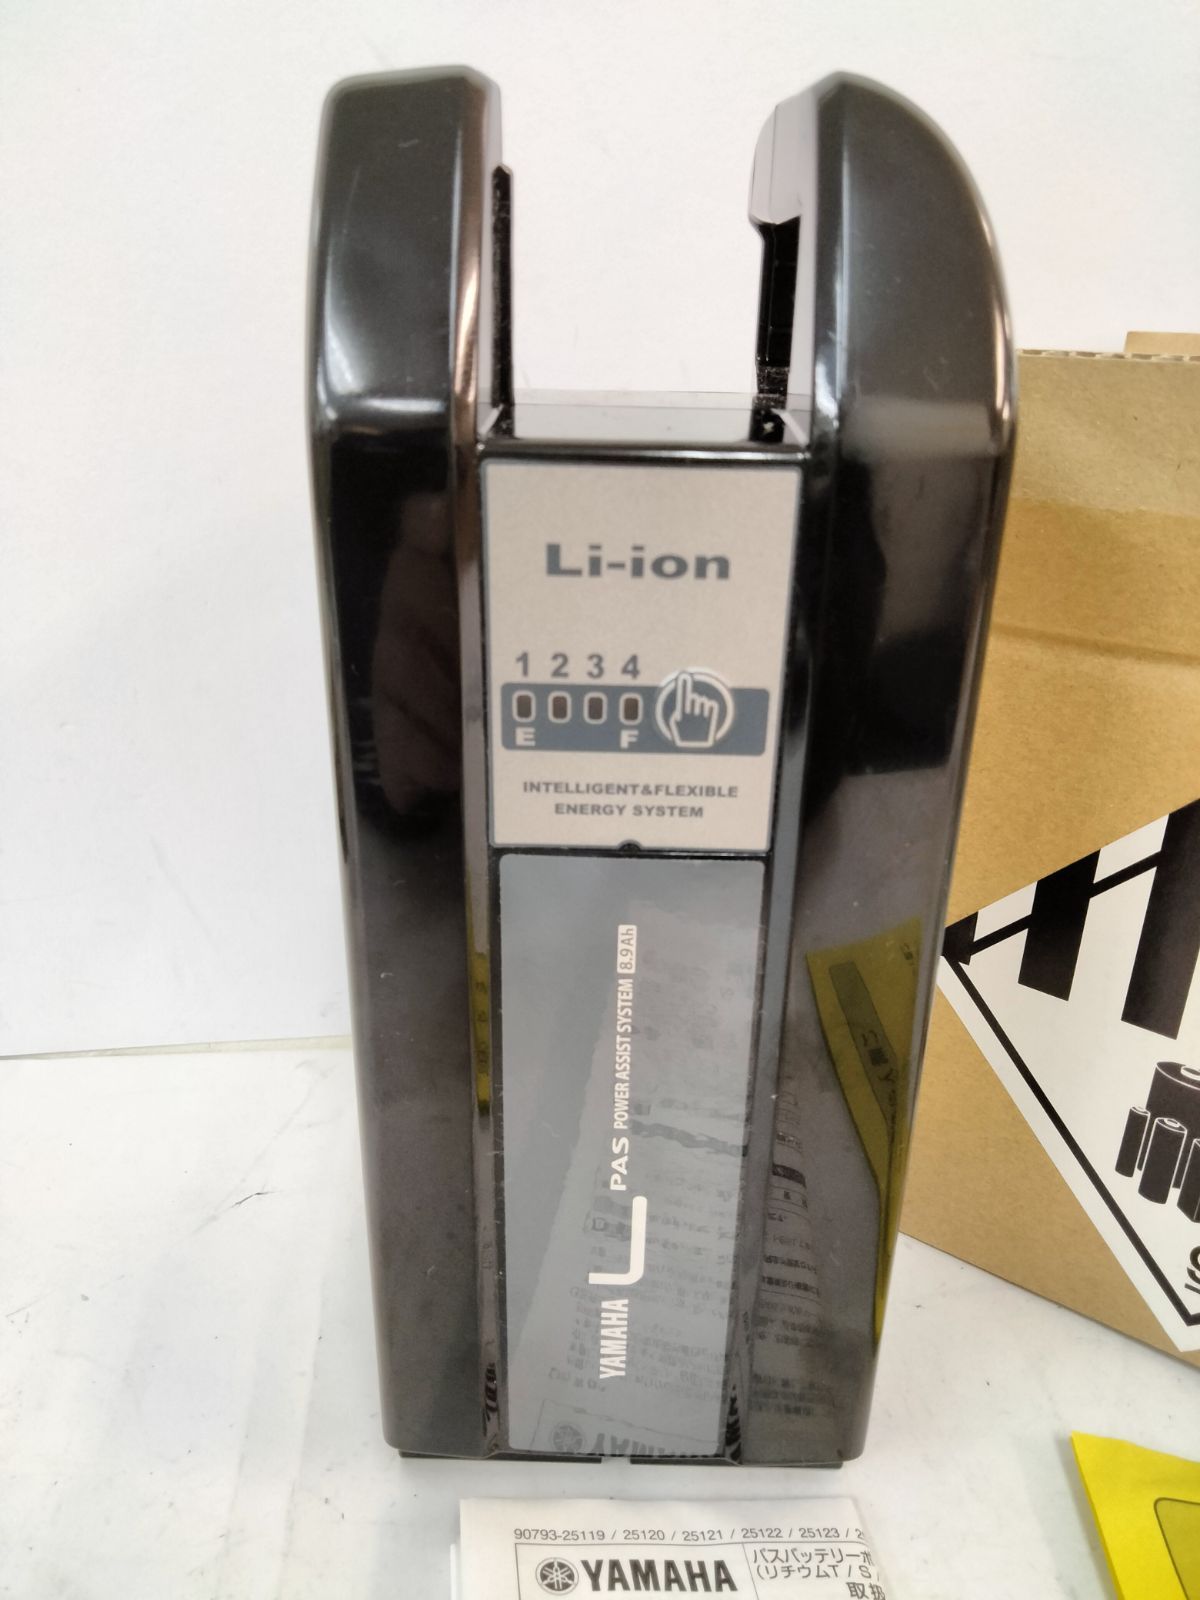 Li-ion
1 2 3 4
E F
INTELLIGENT&FLEXIBLE
ENERGY SYSTEM
YAMAHA L PAS POWER ASSIST SYSTEM 8.9Ah
90793-25119 / 25120 / 25121 / 25122 / 25123 /
YAMAHA
パスバッテリー
(リチウムT / S
取扱